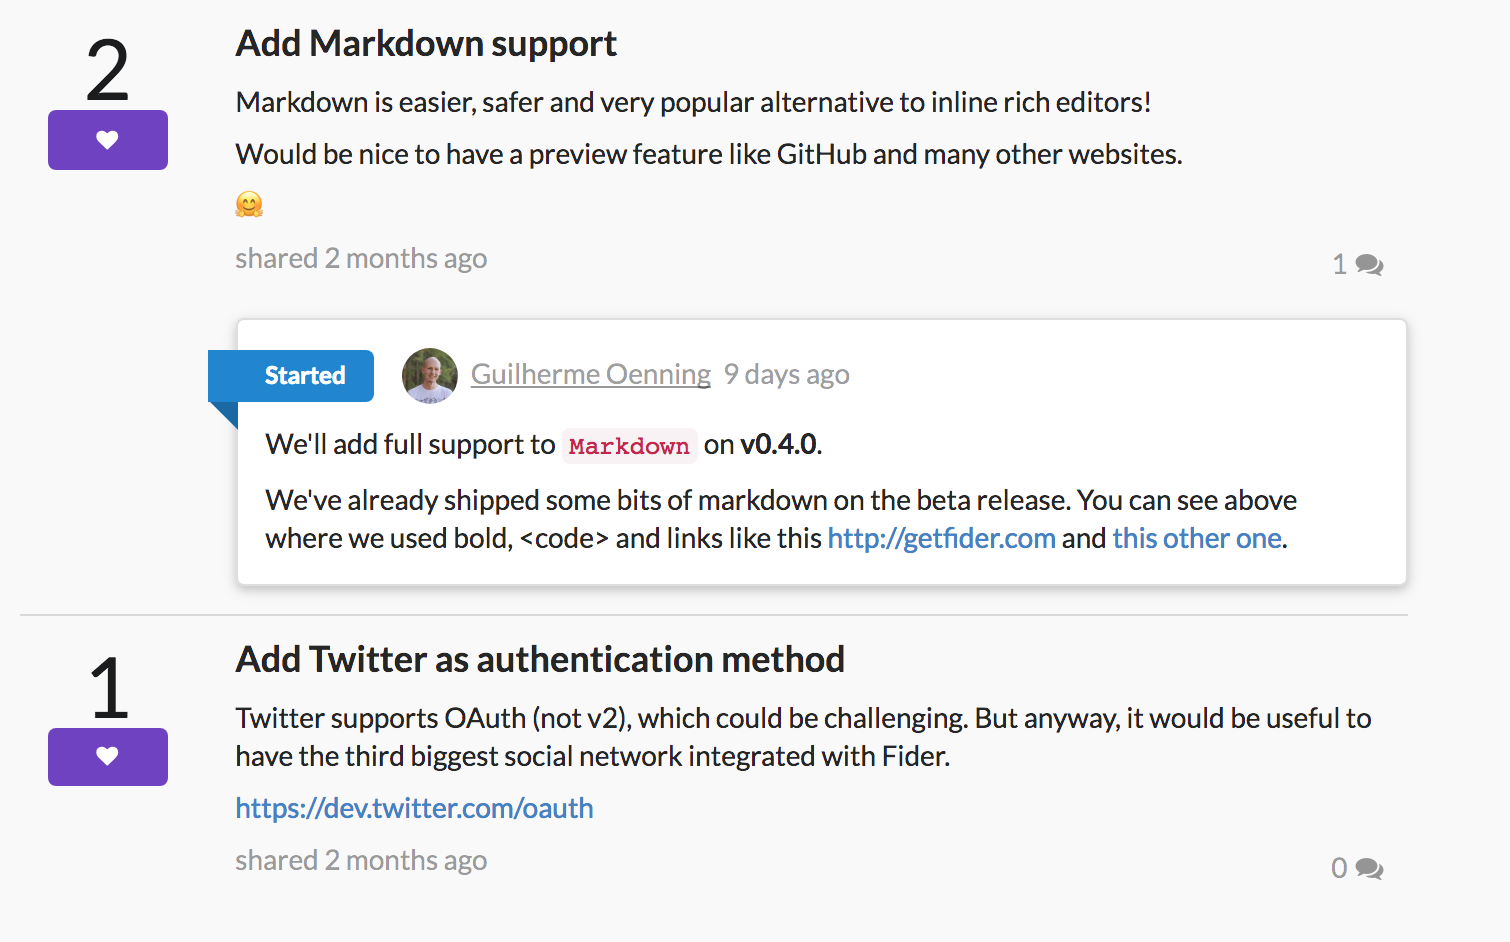 2
Add Markdown support
Markdown is easier, safer and very popular alternative to inline rich editors!
Would be nice to have a preview feature like GitHub and many other websites.
🤗
shared 2 months ago
1
Started
Guilherme Oenning 9 days ago
We'll add full support to Markdown on v0.4.0.
We've already shipped some bits of markdown on the beta release. You can see above
where we used bold, <code> and links like this http://getfider.com and this other one.
1
Add Twitter as authentication method
Twitter supports OAuth (not v2), which could be challenging. But anyway, it would be useful to
have the third biggest social network integrated with Fider.
https://dev.twitter.com/oauth
shared 2 months ago
0